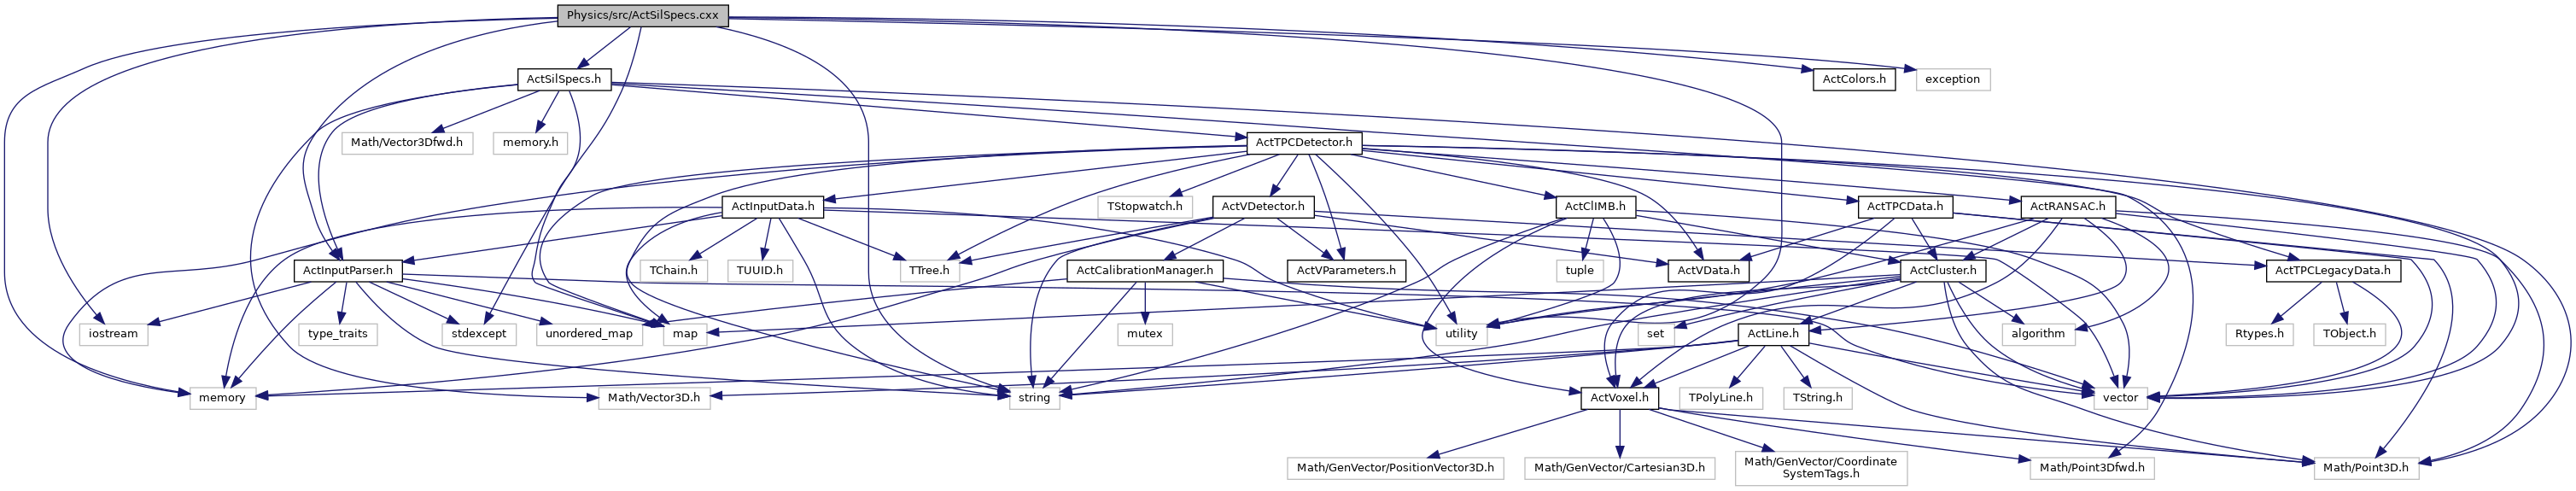 Physics/src/ActSilSpecs.cxx
ActSilSpecs.h
ActColors.h
exception
Math/Vector3Dfwd.h
memory.h
ActTPCDetector.h
ActInputData.h
TStopwatch.h
ActVDetector.h
ActClIMB.h
ActTPCData.h
ActRANSAC.h
ActInputParser.h
TChain.h
TUUID.h
TTree.h
ActCalibrationManager.h
ActVParameters.h
tuple
ActVData.h
ActCluster.h
ActTPCLegacyData.h
iostream
type_traits
stdexcept
unordered_map
map
mutex
utility
set
ActLine.h
algorithm
Rtypes.h
TObject.h
memory
Math/Vector3D.h
string
ActVoxel.h
TPolyLine.h
TString.h
vector
Math/GenVector/PositionVector3D.h
Math/GenVector/Cartesian3D.h
Math/GenVector/Coordinate
SystemTags.h
Math/Point3Dfwd.h
Math/Point3D.h